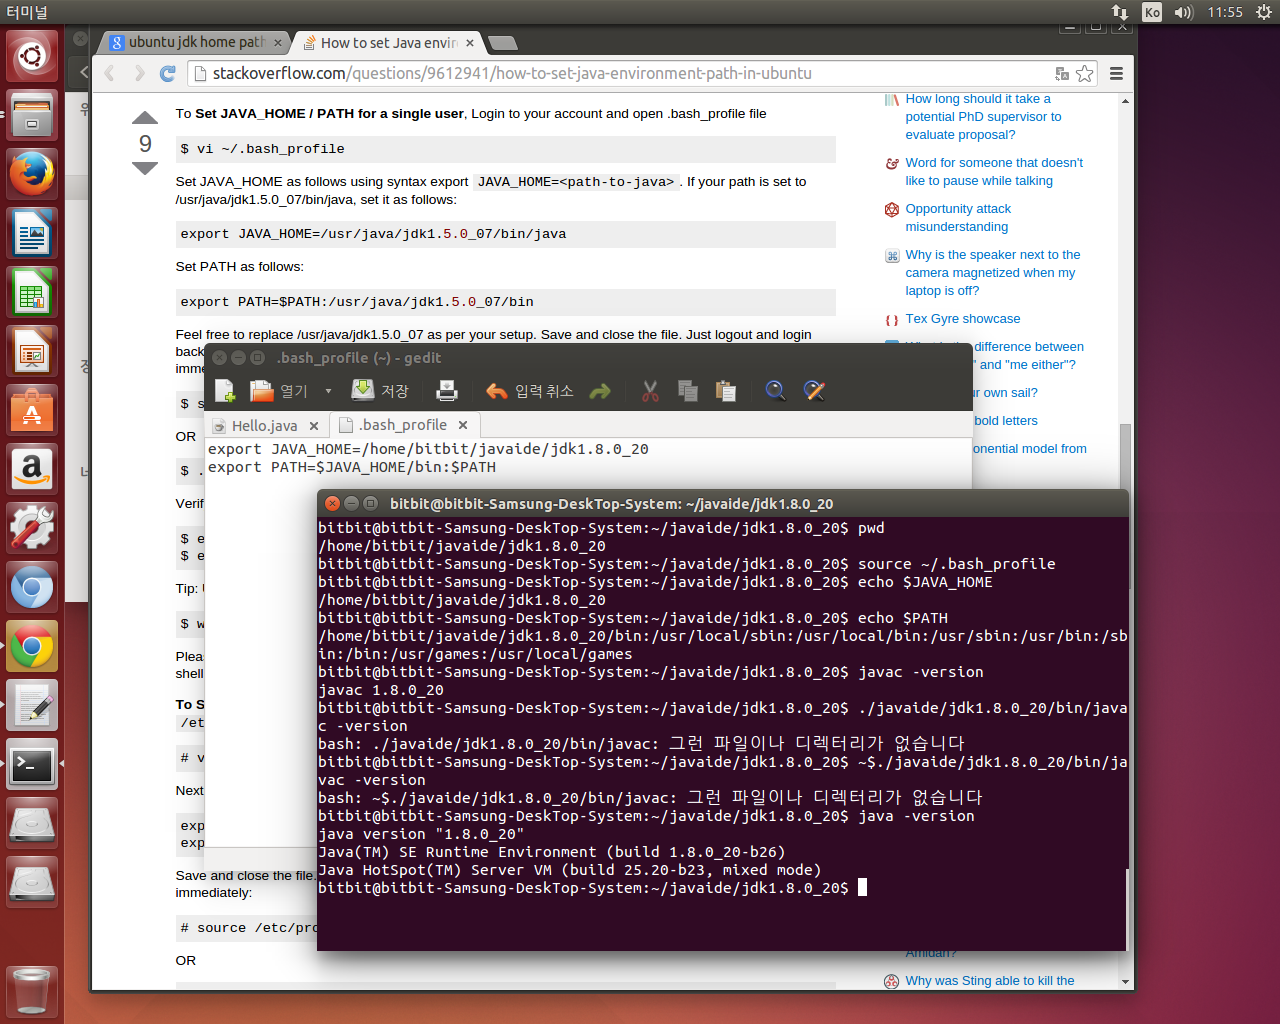 터미널
Ko
11:55
ubuntu jdk home path
How to set Java envir
stackoverflow.com/questions/9612941/how-to-set-java-environment-path-in-ubuntu
9
To Set JAVA_HOME / PATH for a single user, Login to your account and open .bash_profile file
$ vi ~/.bash_profile
Set JAVA_HOME as follows using syntax export JAVA_HOME=<path-to-java>. If your path is set to
/usr/java/jdk1.5.0_07/bin/java, set it as follows:
export JAVA_HOME=/usr/java/jdk1.5.0_07/bin/java
Set PATH as follows:
export PATH=$PATH:/usr/java/jdk1.5.0_07/bin
Feel free to replace /usr/java/jdk1.5.0_07 as per your setup. Save and close the file. Just logout and login
back
imme
$ s
OR
$ .
Verif
$ e
$ e
Tip: 
$ w
Pleas
shell
To S
/et
# v
Next
exp
exp
Save and close the file.
immediately:
# source /etc/pro
OR
How long should it take a
potential PhD supervisor to
evaluate proposal?
Word for someone that doesn't
like to pause while talking
Opportunity attack
misunderstanding
Why is the speaker next to the
camera magnetized when my
laptop is off?
Tex Gyre showcase
difference between
" and "me either"?
ur own sail?
bold letters
onential model from
Amidah?
Why was Sting able to kill the
.bash_profile (~) - gedit
열기
저장
입력 취소
Hello.java
.bash_profile
export JAVA_HOME=/home/bitbit/javaide/jdk1.8.0_20
export PATH=$JAVA_HOME/bin:$PATH
bitbit@bitbit-Samsung-DeskTop-System: ~/javaide/jdk1.8.0_20
bitbit@bitbit-Samsung-DeskTop-System:~/javaide/jdk1.8.0_20$ pwd
/home/bitbit/javaide/jdk1.8.0_20
bitbit@bitbit-Samsung-DeskTop-System:~/javaide/jdk1.8.0_20$ source ~/.bash_profile
bitbit@bitbit-Samsung-DeskTop-System:~/javaide/jdk1.8.0_20$ echo $JAVA_HOME
/home/bitbit/javaide/jdk1.8.0_20
bitbit@bitbit-Samsung-DeskTop-System:~/javaide/jdk1.8.0_20$ echo $PATH
/home/bitbit/javaide/jdk1.8.0_20/bin:/usr/local/sbin:/usr/local/bin:/usr/sbin:/usr/bin:/sb
in:/bin:/usr/games:/usr/local/games
bitbit@bitbit-Samsung-DeskTop-System:~/javaide/jdk1.8.0_20$ javac -version
javac 1.8.0_20
bitbit@bitbit-Samsung-DeskTop-System:~/javaide/jdk1.8.0_20$ ./javaide/jdk1.8.0_20/bin/java
c -version
bash: ./javaide/jdk1.8.0_20/bin/javac: 그런 파일이나 디렉터리가 없습니다
bitbit@bitbit-Samsung-DeskTop-System:~/javaide/jdk1.8.0_20$ ~$./javaide/jdk1.8.0_20/bin/ja
vac -version
bash: ~$./javaide/jdk1.8.0_20/bin/javac: 그런 파일이나 디렉터리가 없습니다
bitbit@bitbit-Samsung-DeskTop-System:~/javaide/jdk1.8.0_20$ java -version
java version "1.8.0_20"
Java(TM) SE Runtime Environment (build 1.8.0_20-b26)
Java HotSpot(TM) Server VM (build 25.20-b23, mixed mode)
bitbit@bitbit-Samsung-DeskTop-System:~/javaide/jdk1.8.0_20$